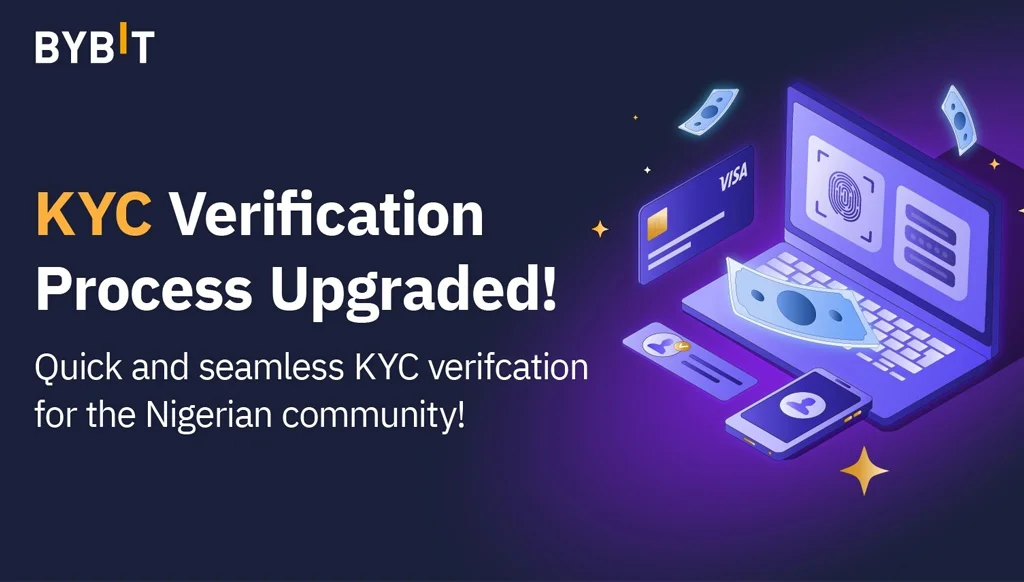 BYBIT
KYC Verification
Process Upgraded!
Quick and seamless KYC verifcation
for the Nigerian community!
VISA